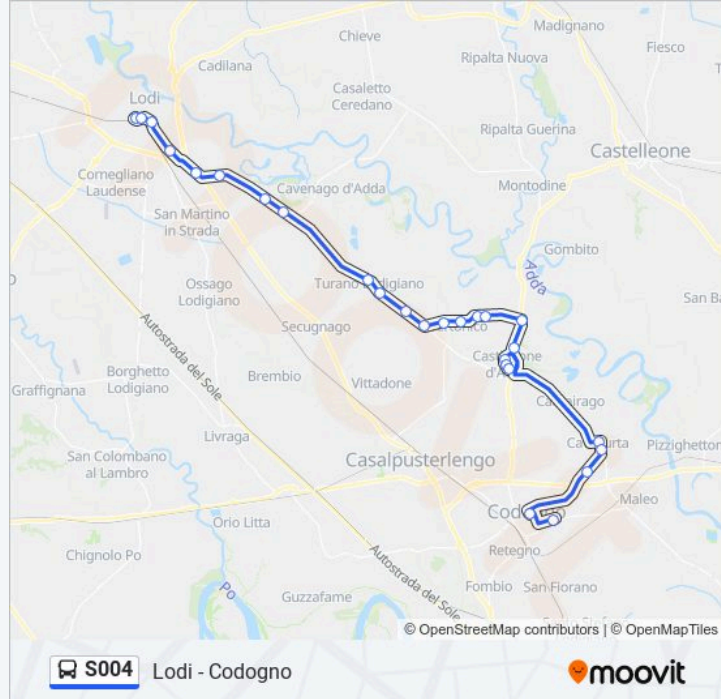 Madignano
Chieve
Fiesco
Cadilana
Ripalta Nuova
Lodi
Casaletto
Ceredano
Ripalta Guerina
Castelleone
Cornegliano
Laudense
Cavenago d'Adda
Montodine
San Martino
in Strada
Gombito
Adda
Ossago
Lodigiano
Turano Lodigiano
San Ba
Secugnago
Autostrada del Sole
Borghetto
Lodigiano
Brembio
Vittadone
Graffignana
Livraga
Pizzighetton
San Colombano
al Lambro
Casalpusterlengo
Maleo
Orio Litta
Retegno
Chignolo Po
Autostrada del Sole
Po
Guzzafame
Fombio
San Fiorano
© OpenStreetMap contributors | © OpenMapTiles
S004 Lodi - Codogno
moovit